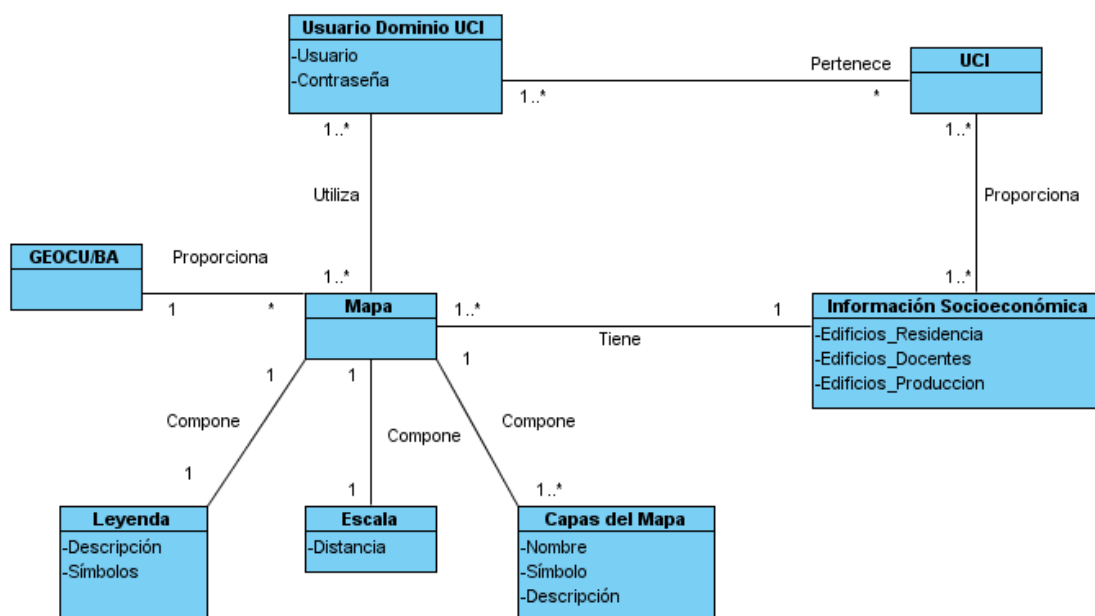 Usuario Dominio UCI
-Usuario
-Contraseña
UCI
Pertenece
1..*
*
1..*
1..*
Utiliza
Proporciona
GEOCU/BA
Proporciona
1
*
1..*
1..*
Mapa
1..*
1
Tiene
Información Socioeconómica
-Edificios_Residencia
-Edificios_Docentes
-Edificios_Produccion
1
1
1
Compone
Compone
Compone
1
1
1..*
Leyenda
-Descripción
-Símbolos
Escala
-Distancia
Capas del Mapa
-Nombre
-Símbolo
-Descripción